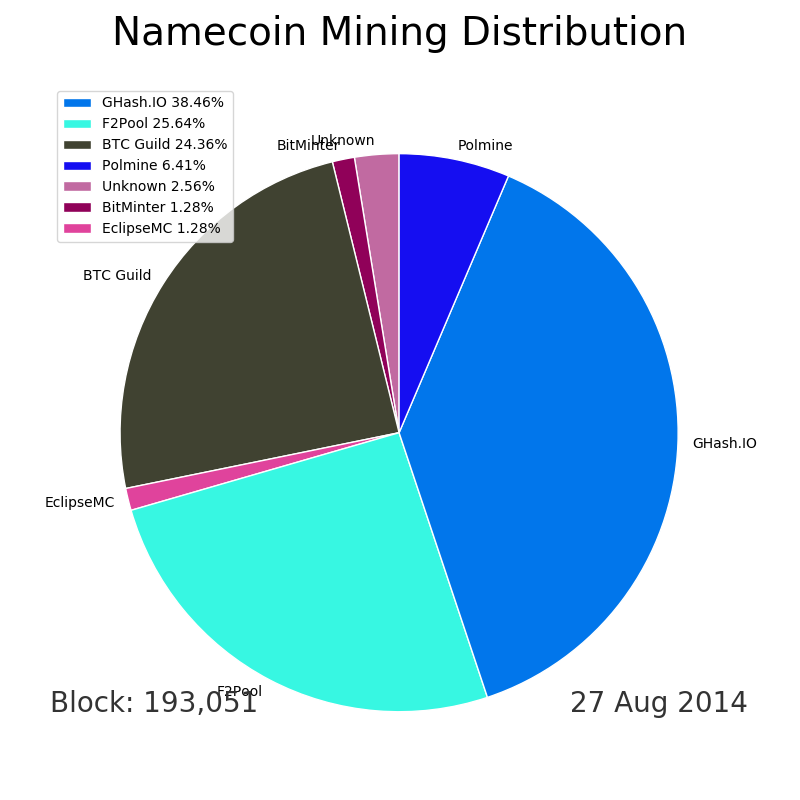 Namecoin Mining Distribution
GHash.IO 38.46%
F2Pool 25.64%
BTC Guild 24.36%
Polmine 6.41%
Unknown 2.56%
BitMinter 1.28%
EclipseMC 1.28%
Unknown
BitMinter
Polmine
BTC Guild
GHash.IO
EclipseMC
F2Pool
Block: 193,051
27 Aug 2014